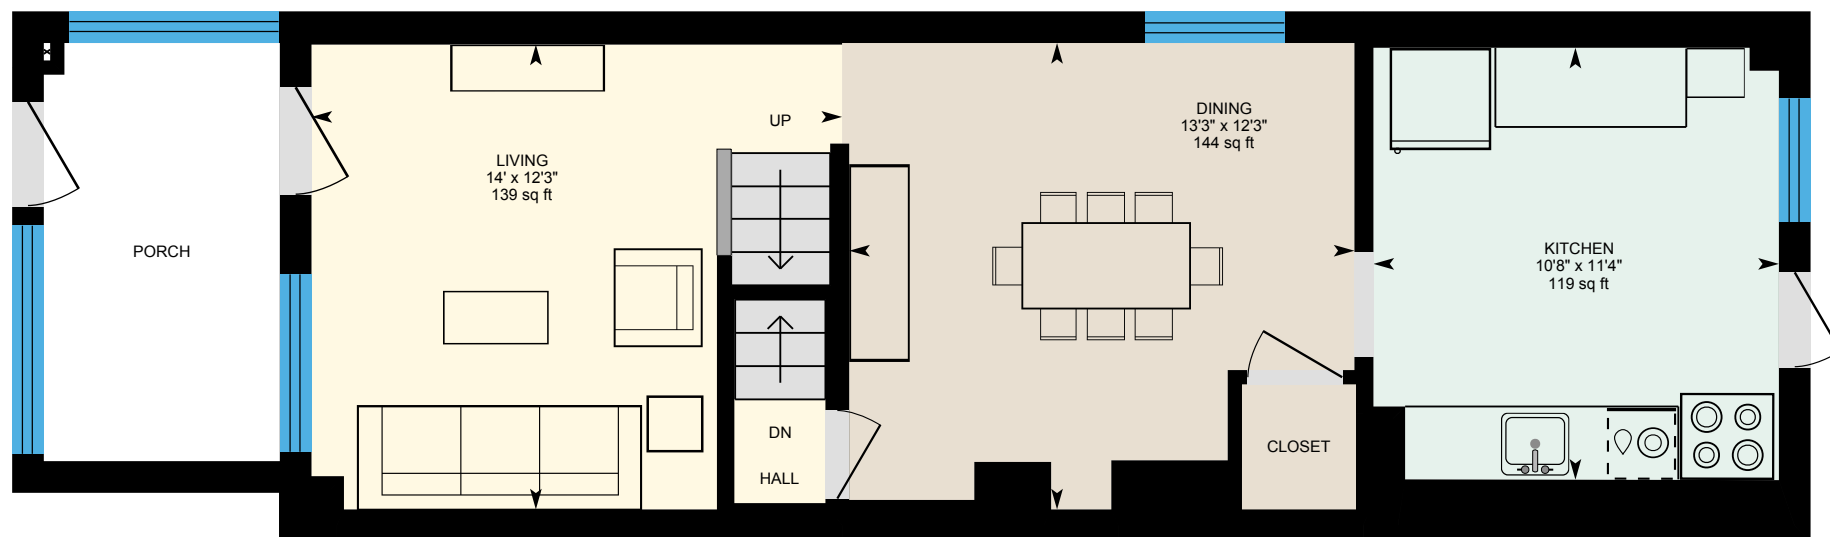 PORCH
LIVING
14' x 12'3"
139 sq ft
UP
DN
HALL
DINING
13'3" x 12'3"
144 sq ft
CLOSET
KITCHEN
10'8" x 11'4"
119 sq ft